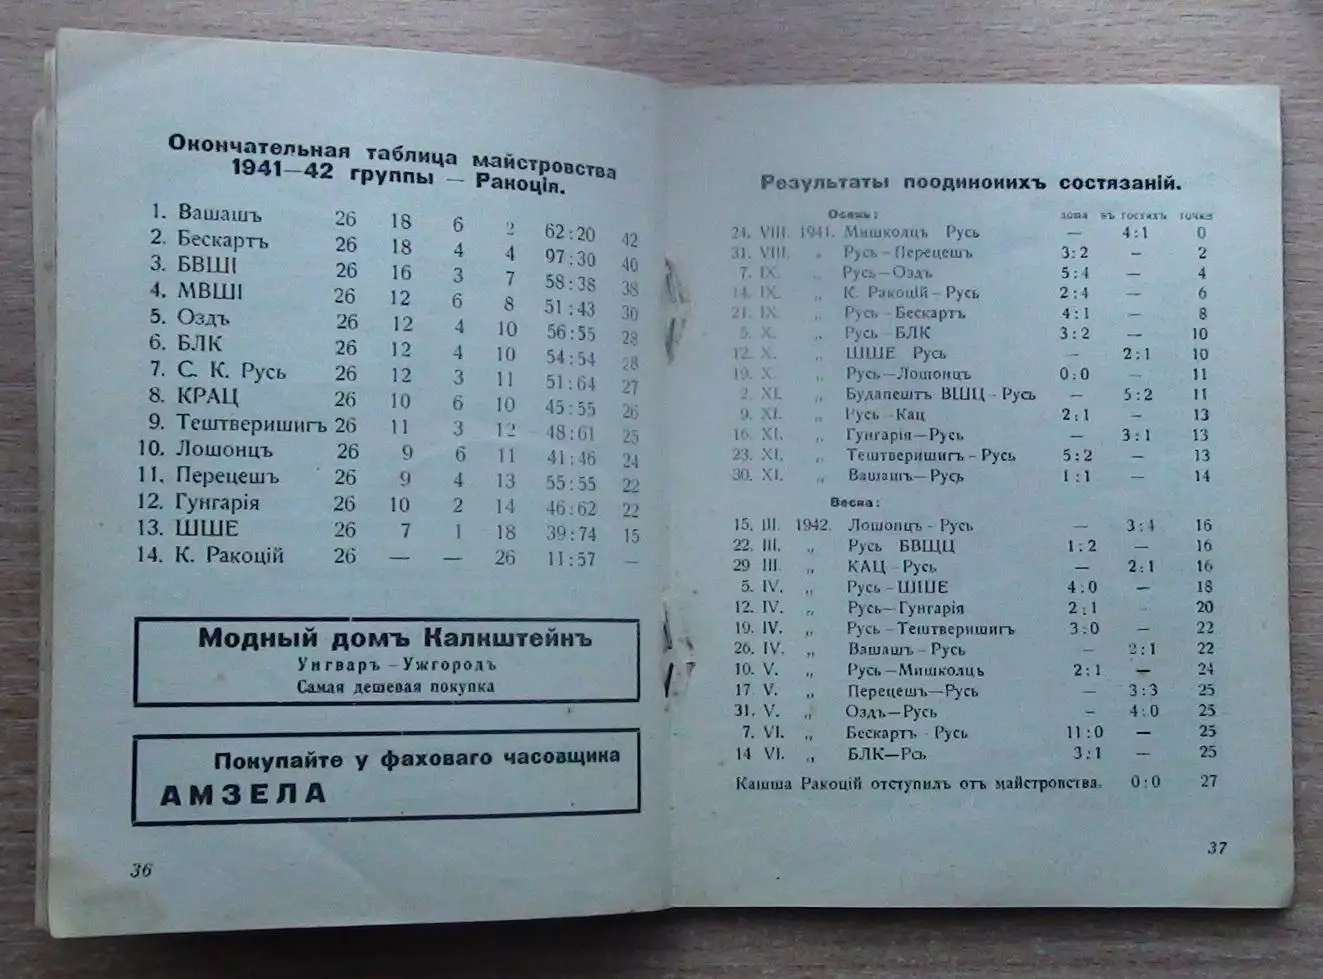 Окончательная таблица майстровства
1941—42 группы — Ракоція.
1. Вашашъ 26 18 6 2 62:20 42
2. Бескартъ 26 18 4 4 97:30 40
3. БВШІ 26 16 3 7 58:38 38
4. МВШІ 26 12 6 8 51:43 30
5. Оздъ 26 12 4 10 56:55 28
6. БЛК 26 12 4 10 54:54 28
7. С. К. Русь 26 12 3 11 51:64 27
8. КРАЦ 26 10 6 10 45:55 26
9. Тештверишигъ 26 11 3 12 48:61 25
10. Лошонцъ 26 9 6 11 41:46 24
11. Перецешъ 26 9 4 13 55:55 22
12. Гунгарія 26 10 2 14 46:62 22
13. ШШЕ 26 7 1 18 39:74 15
14. К. Ракоцій 26 — — 26 11:57 —
Модный домъ Калнштейнъ
Унгваръ - Ужгородъ
Самая дешевая покупка
Покупайте у фаховаго часовщина
АМЗЕЛА
36
Результаты поодинонихъ состязаній.
Осень: дома въ гостяхъ точки
24. VIII. 1941. Мишколцъ Русь — 4:1 0
31. VIII. „ Русь - Перецешъ 3:2 — 2
7. IX. „ Русь—Оздъ 5:4 — 4
14. IX. „ К. Ракоцій - Русь 2:4 — 6
21. IX. „ Русь - Бескартъ 4:1 — 8
5. X. „ Русь - БЛК 3:2 — 10
12. X. „ ШШЕ Русь — 2:1 10
19. X. „ Русь—Лошонцъ 0:0 — 11
2. XI. „ Будапештъ ВШЦ - Русь — 5:2 11
9. XI. „ Русь - Кац 2:1 — 13
16. XI. „ Гунгарія—Русь — 3:1 13
23. XI. „ Тештверишигъ - Русь 5:2 — 13
30. XI. „ Вашашъ—Русь 1:1 — 14
Весна:
15. III. 1942. Лошонцъ - Русь — 3:4 16
22. III. „ Русь БВЩЦ 1:2 — 16
29 III. „ КАЦ - Русь — 2:1 16
5. IV. „ Русь - ШШЕ 4:0 — 18
12. IV. „ Русь—Гунгарія 2:1 - 20
19. IV. „ Русь - Тештверишигъ 3:0 — 22
26. IV. „ Вашашъ - Русь — 2:1 22
10. V. „ Русь—Мишколцъ 2:1 — 24
17. V. „ Перецешъ—Русь — 3:3 25
31. V. „ Оздъ—Русь — 4:0 25
7. VI. „ Бескартъ - Русь 11:0 — 25
14 VI. „ БЛК—Русь 3:1 — 25
Кашша Ракоцій отступилъ отъ майстровства. 0:0 27
37